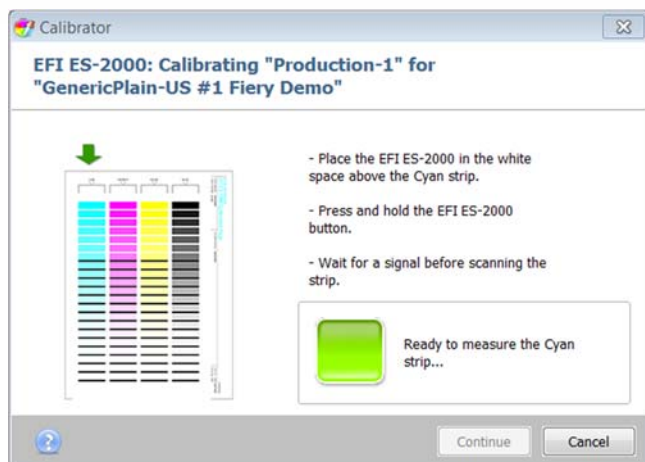 Calibrator
EFI ES-2000: Calibrating "Production-1" for
"GenericPlain-US #1 Fiery Demo"
- Place the EFI ES-2000 in the white
space above the Cyan strip.
- Press and hold the EFI ES-2000
button.
- Wait for a signal before scanning the
strip.
Ready to measure the Cyan
strip...
?
Continue
Cancel